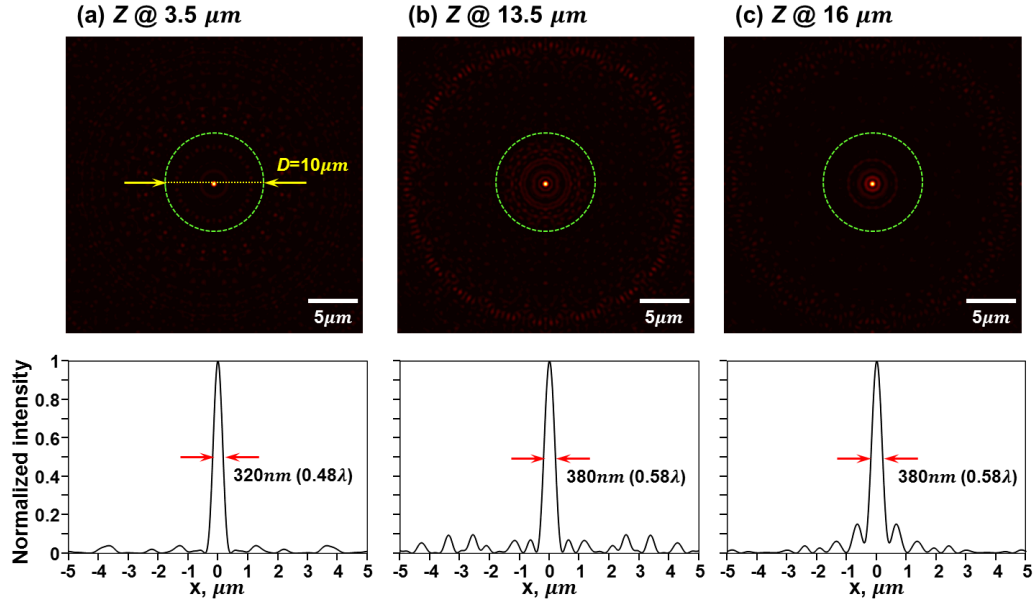 (a) Z @ 3.5 μm
(b) Z @ 13.5 μm
(c) Z @ 16 μm
D=10μm
5μm
5μm
5μm
Normalized intensity
1
0.8
0.6
0.4
0.2
0
320nm (0.48λ)
380nm (0.58λ)
380nm (0.58λ)
-5 -4 -3 -2 -1 0 1 2 3 4 5
-5 -4 -3 -2 -1 0 1 2 3 4 5
-5 -4 -3 -2 -1 0 1 2 3 4 5
x, μm
x, μm
x, μm